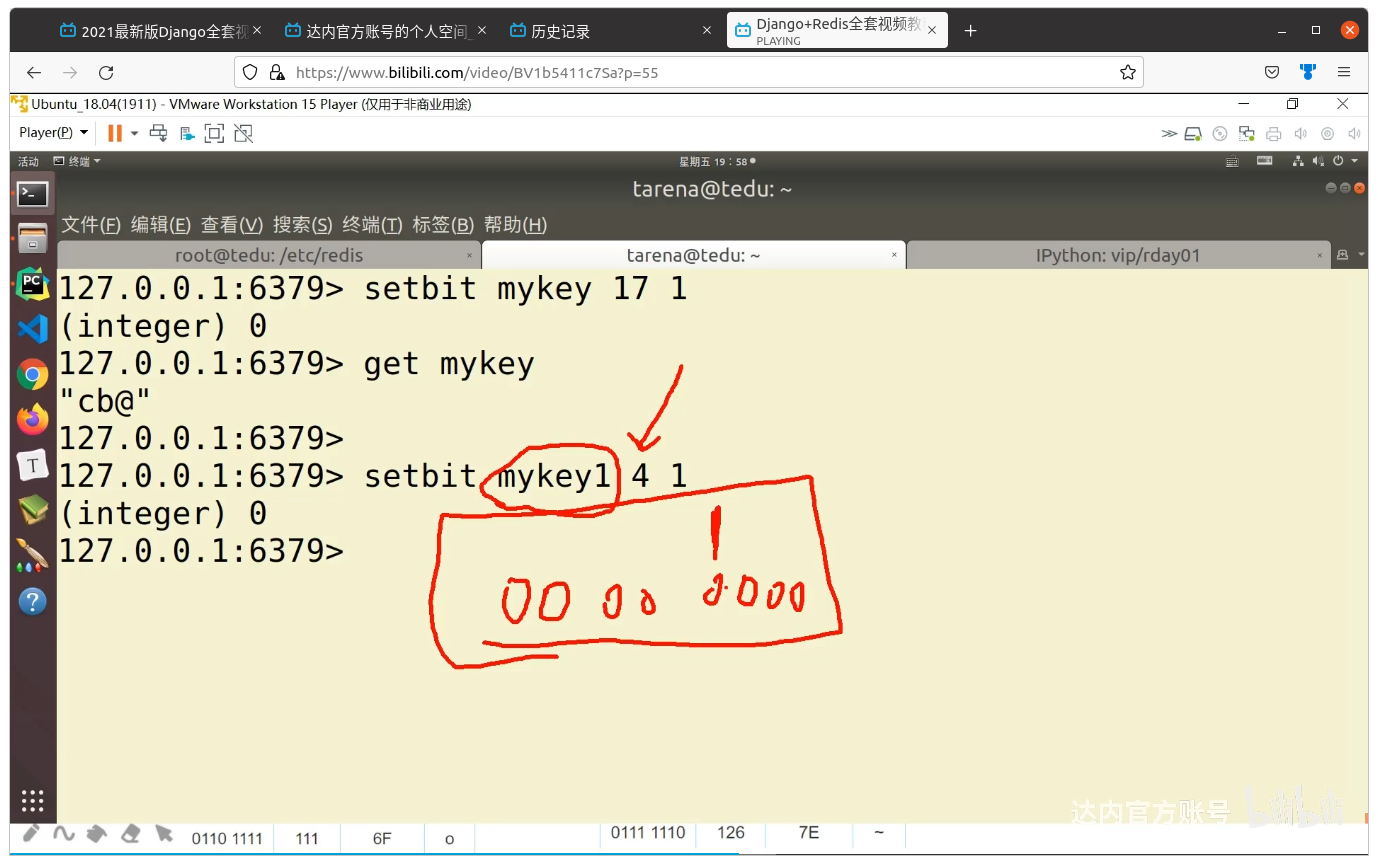 2021最新版Django全套视
达内官方账号的个人空间_
历史记录
Django+Redis全套视频教
PLAYING
https://www.bilibili.com/video/BV1b5411c7Sa?p=55
Ubuntu_18.04(1911) - VMware Workstation 15 Player (仅用于非商业用途)
Player(P)
活动 终端 星期五 19：58
tarena@tedu: ~
文件(F) 编辑(E) 查看(V) 搜索(S) 终端(T) 标签(B) 帮助(H)
root@tedu: /etc/redis
tarena@tedu: ~
IPython: vip/rday01
127.0.0.1:6379> setbit mykey 17 1
(integer) 0
127.0.0.1:6379> get mykey
"cb@"
127.0.0.1:6379>
127.0.0.1:6379> setbit mykey1 4 1
(integer) 0
127.0.0.1:6379>
1
00 00 0000
达内官方账号 bilibili
0110 1111 111 6F o 0111 1110 126 7E ~